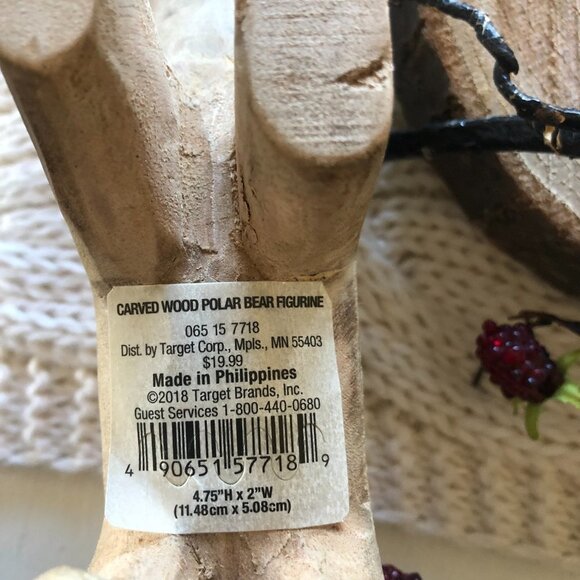 CARVED WOOD POLAR BEAR FIGURINE
065 15 7718
Dist. by Target Corp., Mpls., MN 55403
$19.99
Made in Philippines
©2018 Target Brands, Inc.
Guest Services 1-800-440-0680
4 90651 57718 9
4.75"H x 2"W
(11.48cm x 5.08cm)